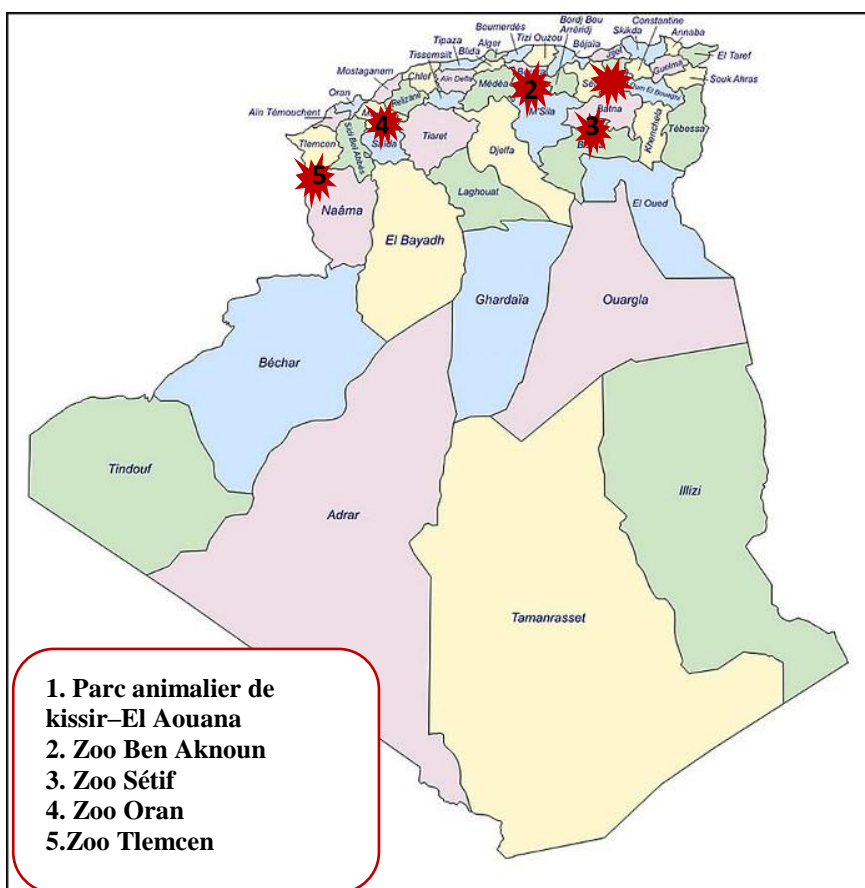 Constantine
Boumerdès
Bordj Bou
Arréridj
Skikda
Annaba
Tizi Ouzou
Alger
Béjaïa
Tipaza
Blida
El Taref
Tissemsilt
Guelma
Mostaganem
Chlef
Aïn Defla
Médéa
Souk Ahras
Oran
Relizane
2
Oum El Bouaghi
Batna
Aïn Témouchent
4
M'Sila
3
Tlemcen
Sidi Bel Abbès
Saïda
Tiaret
Khenchela
Tébessa
Djelfa
5
Laghouat
Naâma
El Oued
El Bayadh
Ghardaïa
Ouargla
Béchar
Tindouf
Illizi
Adrar
Tamanrasset
1. Parc animalier de
kissir–El Aouana
2. Zoo Ben Aknoun
3. Zoo Sétif
4. Zoo Oran
5.Zoo Tlemcen